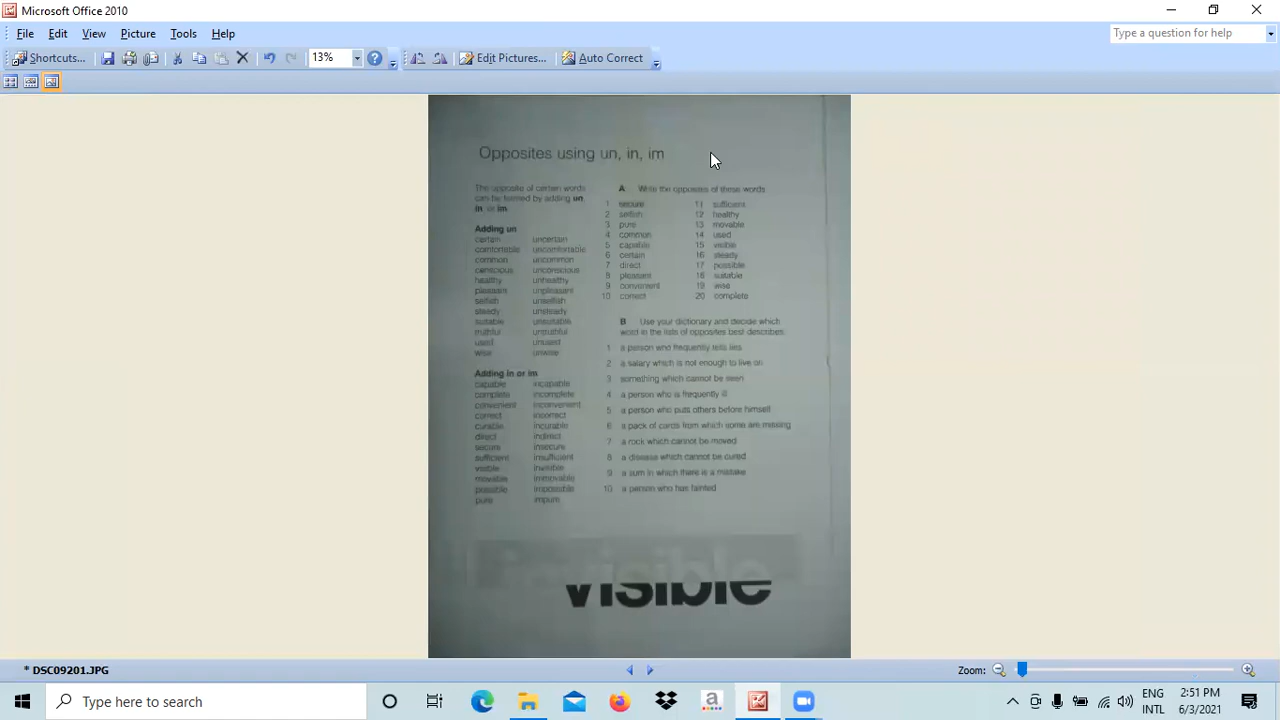 Microsoft Office 2010
File Edit View Picture Tools Help
Type a question for help
Shortcuts...
13%
Edit Pictures...
Auto Correct
Opposites using un, in, im
The opposite of certain words
can be formed by adding un,
in or im.
Adding un
certain uncertain
comfortable uncomfortable
common uncommon
conscious unconscious
healthy unhealthy
pleasant unpleasant
selfish unselfish
steady unsteady
suitable unsuitable
truthful untruthful
used unused
wise unwise
Adding in or im
capable incapable
complete incomplete
convenient inconvenient
correct incorrect
curable incurable
direct indirect
secure insecure
sufficient insufficient
visible invisible
movable immovable
possible impossible
pure impure
A Write the opposites of these words
1 secure 11 sufficient
2 selfish 12 healthy
3 pure 13 movable
4 common 14 used
5 capable 15 visible
6 certain 16 steady
7 direct 17 possible
8 pleasant 18 suitable
9 convenient 19 wise
10 correct 20 complete
B Use your dictionary and decide which
word in the lists of opposites best describes:
1 a person who frequently tells lies
2 a salary which is not enough to live on
3 something which cannot be seen
4 a person who is frequently ill
5 a person who puts others before himself
6 a pack of cards from which some are missing
7 a rock which cannot be moved
8 a disease which cannot be cured
9 a sum in which there is a mistake
10 a person who has fainted
visible
* DSC09201.JPG
Zoom:
Type here to search
a
ENG
INTL
2:51 PM
6/3/2021